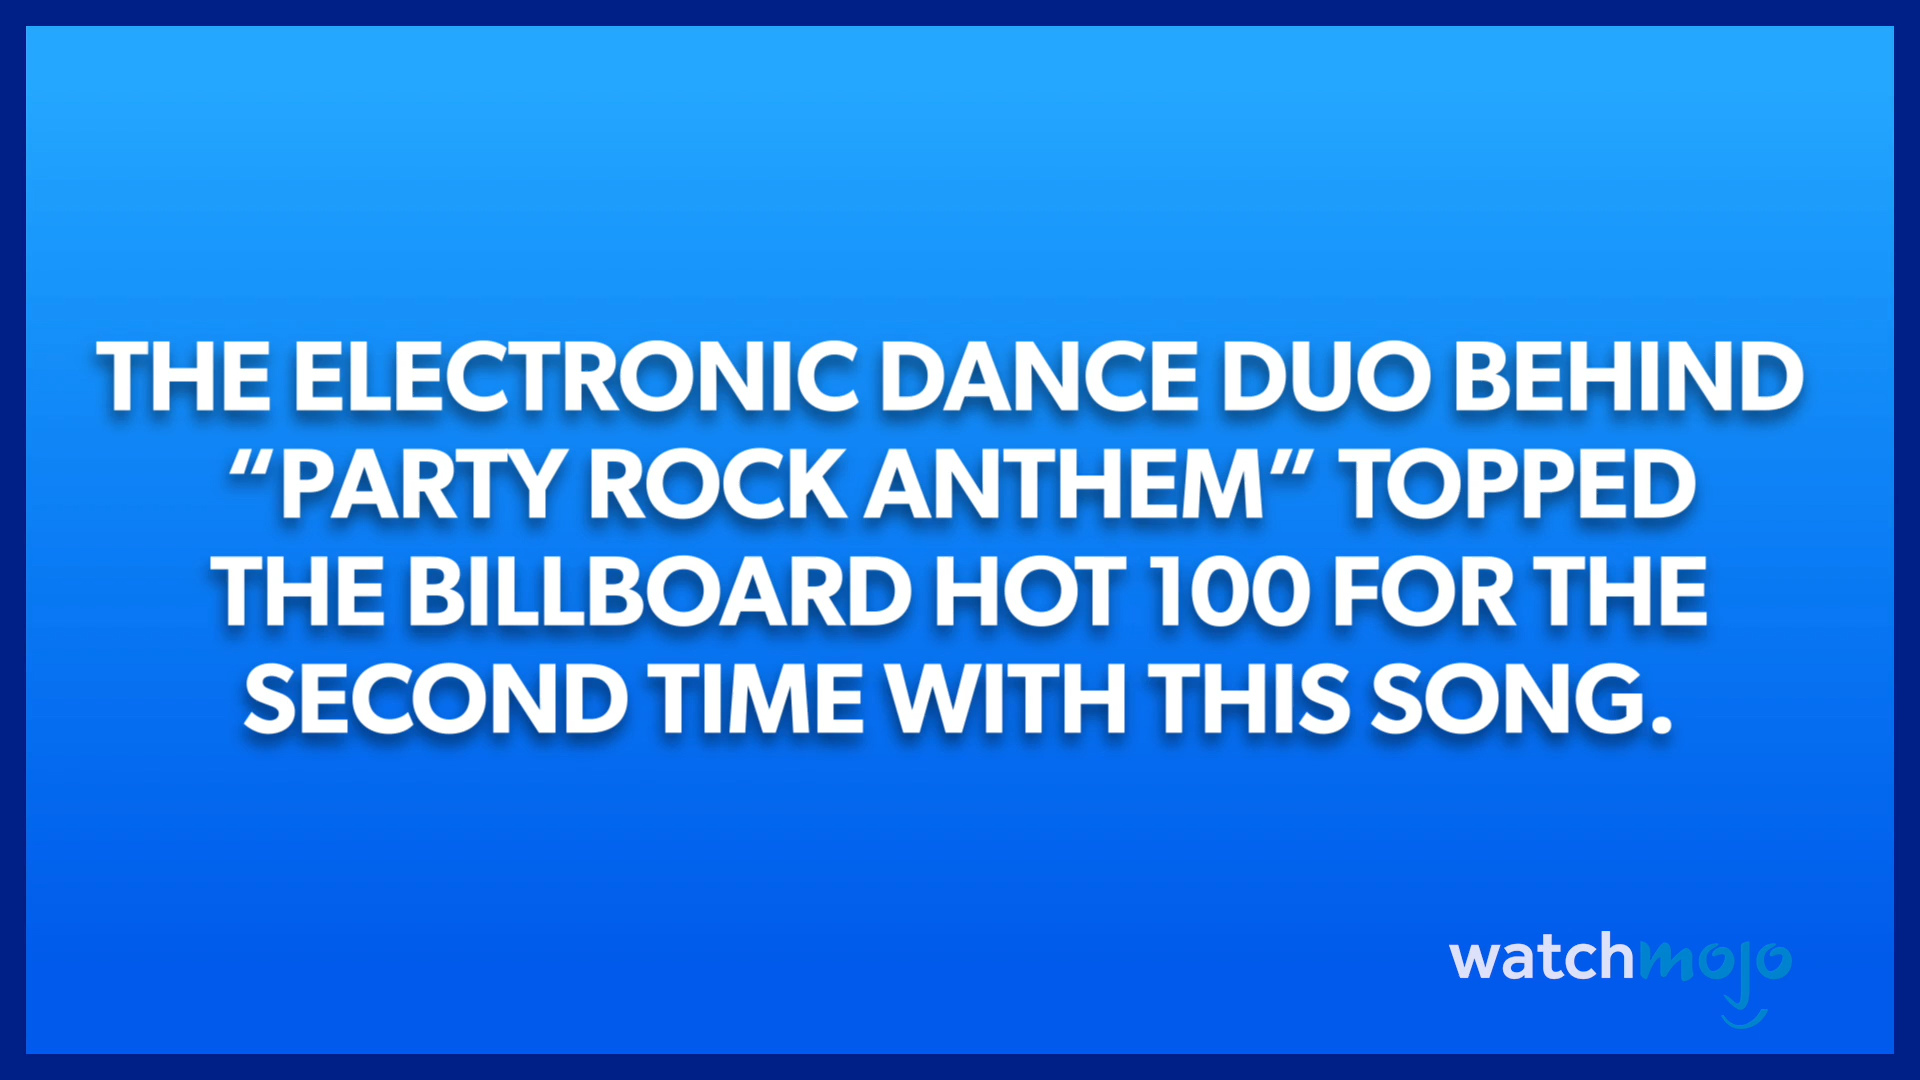 THE ELECTRONIC DANCE DUO BEHIND
“PARTY ROCK ANTHEM” TOPPED
THE BILLBOARD HOT 100 FOR THE
SECOND TIME WITH THIS SONG.
watchmojo